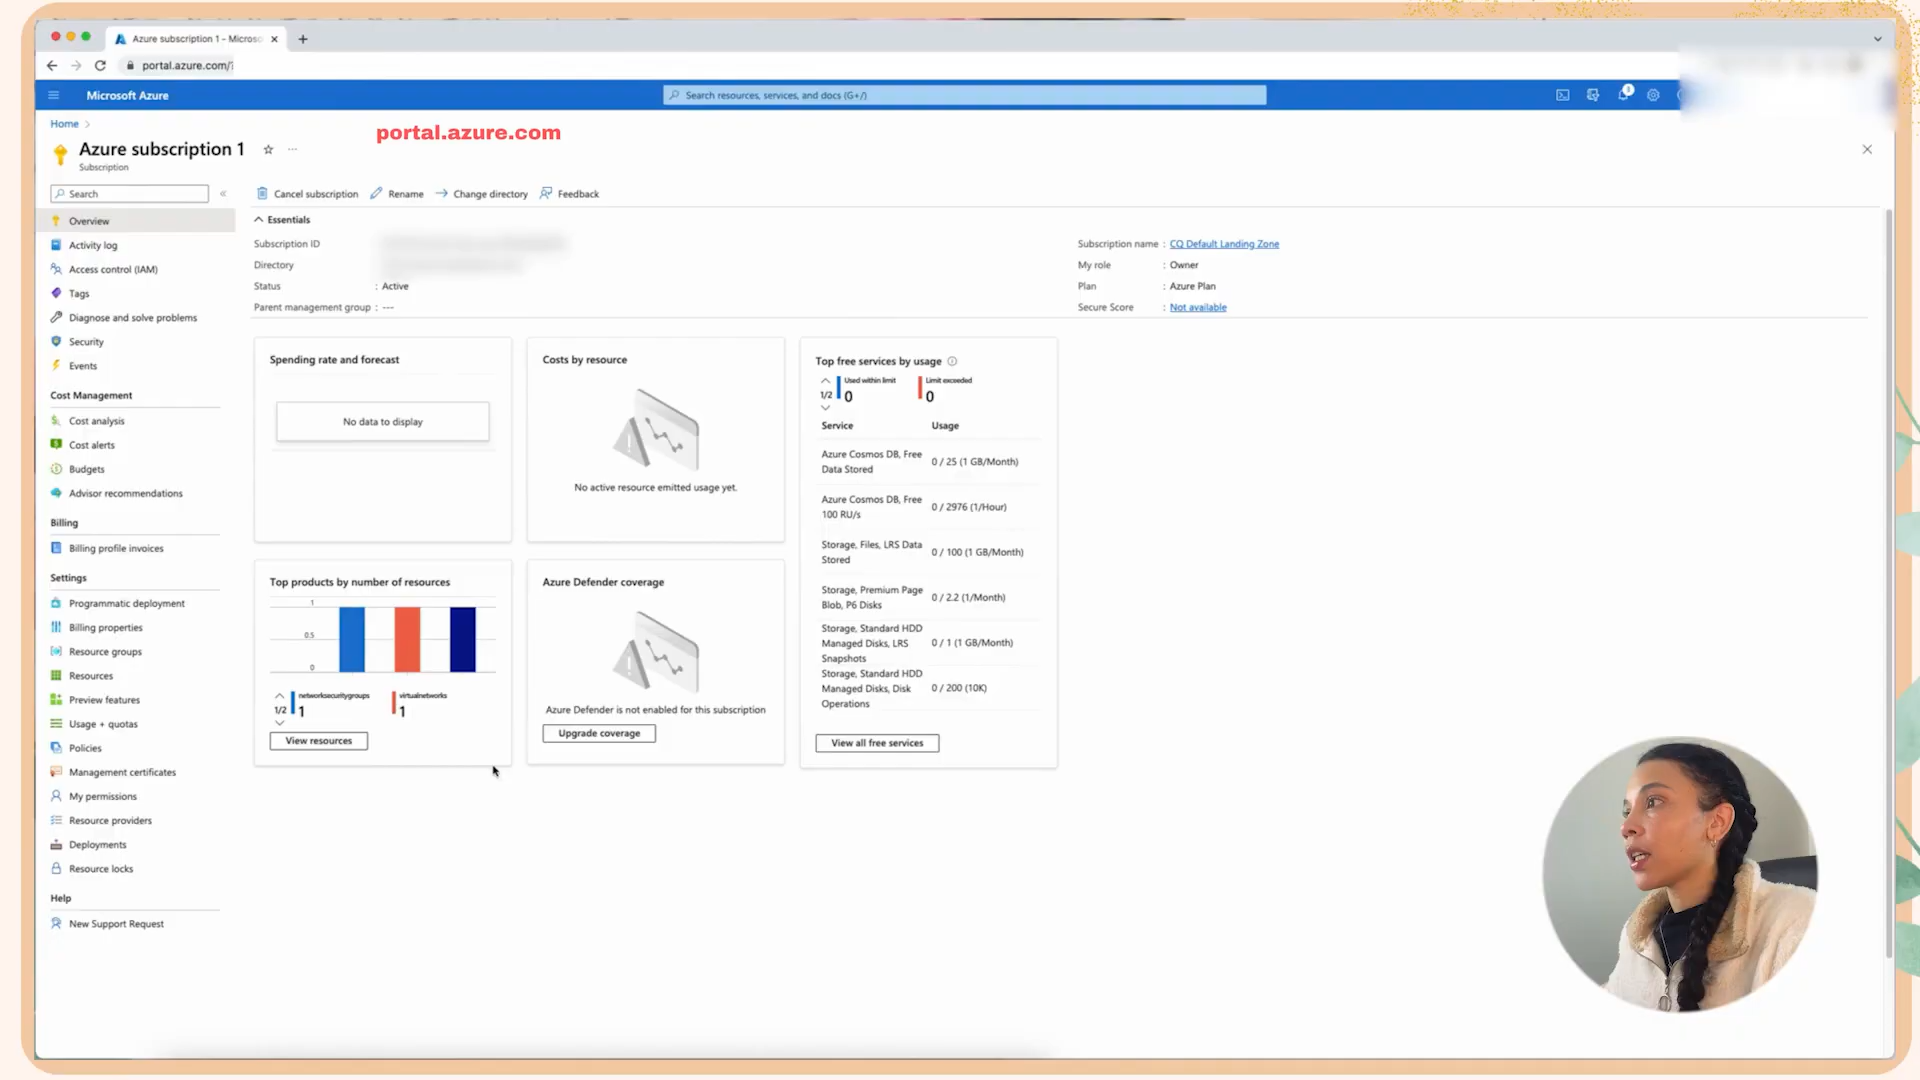 Azure subscription 1 - Microso
portal.azure.com/?
Microsoft Azure
Search resources, services, and docs (G+/)
1
Home
portal.azure.com
Azure subscription 1
Subscription
Search
Cancel subscription
Rename
Change directory
Feedback
Overview
Activity log
Access control (IAM)
Tags
Diagnose and solve problems
Security
Events
Cost Management
Cost analysis
Cost alerts
Budgets
Advisor recommendations
Billing
Billing profile invoices
Settings
Programmatic deployment
Billing properties
Resource groups
Resources
Preview features
Usage + quotas
Policies
Management certificates
My permissions
Resource providers
Deployments
Resource locks
Help
New Support Request
Essentials
Subscription ID
Directory
Status : Active
Parent management group : ---
Subscription name : CQ Default Landing Zone
My role : Owner
Plan : Azure Plan
Secure Score : Not available
Spending rate and forecast
No data to display
Costs by resource
No active resource emitted usage yet.
Top free services by usage
1/2
Used within limit
0
Limit exceeded
0
Service Usage
Azure Cosmos DB, Free
Data Stored
0 / 25 (1 GB/Month)
Azure Cosmos DB, Free
100 RU/s
0 / 2976 (1/Hour)
Storage, Files, LRS Data
Stored
0 / 100 (1 GB/Month)
Storage, Premium Page
Blob, P6 Disks
0 / 2.2 (1/Month)
Storage, Standard HDD
Managed Disks, LRS
Snapshots
0 / 1 (1 GB/Month)
Storage, Standard HDD
Managed Disks, Disk
Operations
0 / 200 (10K)
View all free services
Top products by number of resources
1
0.5
0
1/2
networksecuritygroups
1
virtualnetworks
1
View resources
Azure Defender coverage
Azure Defender is not enabled for this subscription
Upgrade coverage